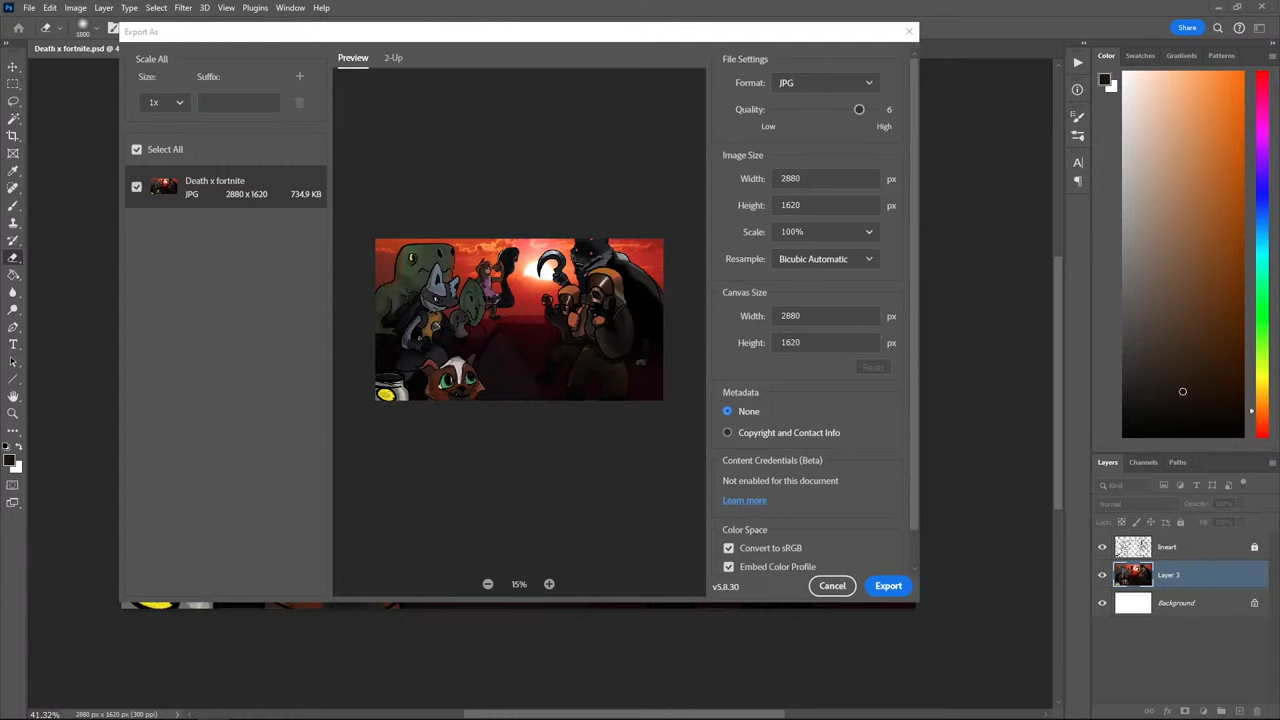 Ps File Edit Image Layer Type Select Filter 3D View Plugins Window Help
1800 Share
Death x fortnite.psd @ 4
Export As
Scale All
Size: Suffix:
1x
Select All
Death x fortnite
JPG 2880 x 1620 734.9 KB
Preview 2-Up
15%
File Settings
Format: JPG
Quality: 6
Low High
Image Size
Width: 2880 px
Height: 1620 px
Scale: 100%
Resample: Bicubic Automatic
Canvas Size
Width: 2880 px
Height: 1620 px
Reset
Metadata
None
Copyright and Contact Info
Content Credentials (Beta)
Not enabled for this document
Learn more
Color Space
Convert to sRGB
Embed Color Profile
v5.8.30 Cancel Export
Color Swatches Gradients Patterns
Layers Channels Paths
Kind
Normal Opacity: 100%
Lock: Fill: 100%
lineart
Layer 3
Background
41.32% 2880 px x 1620 px (300 ppi)